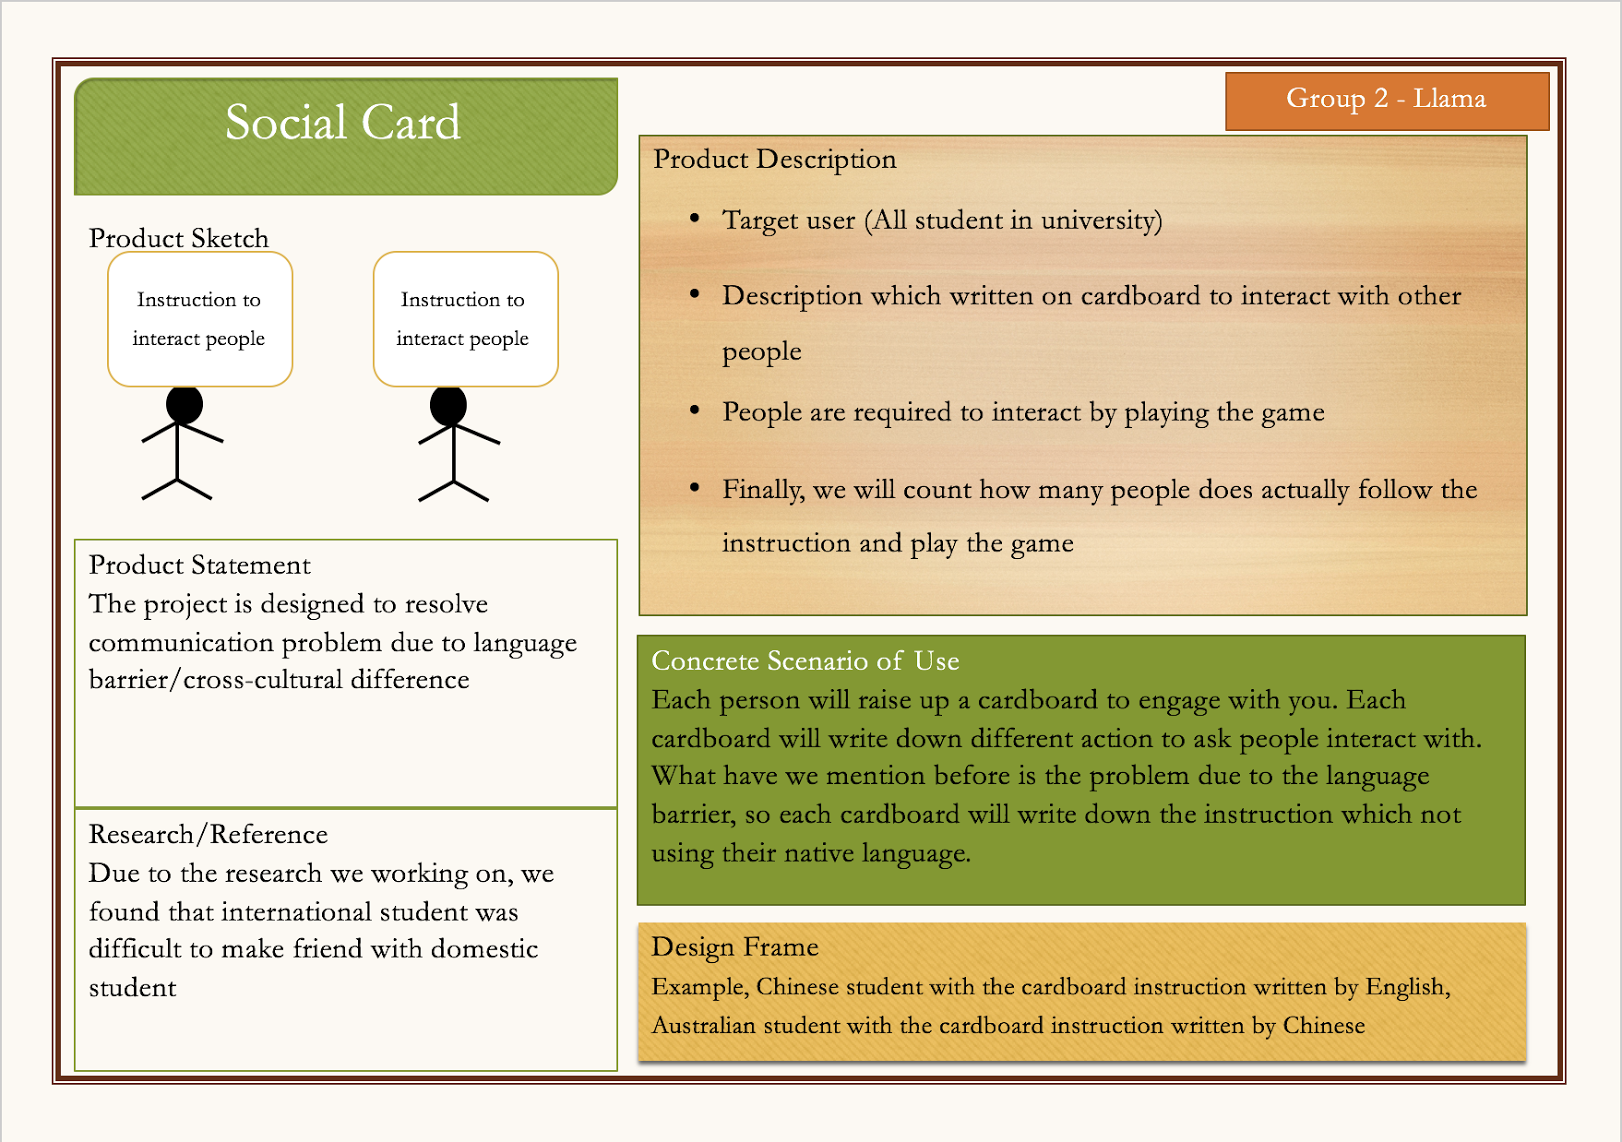 Social Card
Group 2 - Llama
Product Sketch
Instruction to
interact people
Instruction to
interact people
Product Statement
The project is designed to resolve
communication problem due to language
barrier/cross-cultural difference
Research/Reference
Due to the research we working on, we
found that international student was
difficult to make friend with domestic
student
Product Description
• Target user (All student in university)
• Description which written on cardboard to interact with other
people
• People are required to interact by playing the game
• Finally, we will count how many people does actually follow the
instruction and play the game
Concrete Scenario of Use
Each person will raise up a cardboard to engage with you. Each
cardboard will write down different action to ask people interact with.
What have we mention before is the problem due to the language
barrier, so each cardboard will write down the instruction which not
using their native language.
Design Frame
Example, Chinese student with the cardboard instruction written by English,
Australian student with the cardboard instruction written by Chinese